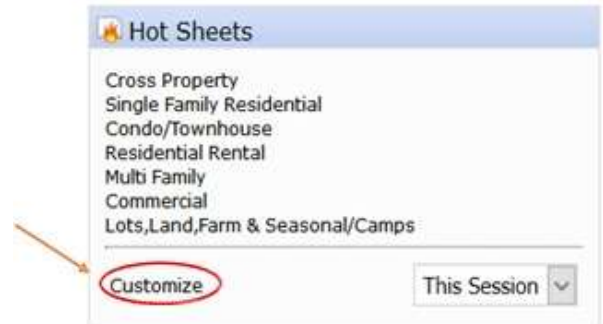 Hot Sheets
Cross Property
Single Family Residential
Condo/Townhouse
Residential Rental
Multi Family
Commercial
Lots,Land,Farm & Seasonal/Camps
Customize
This Session